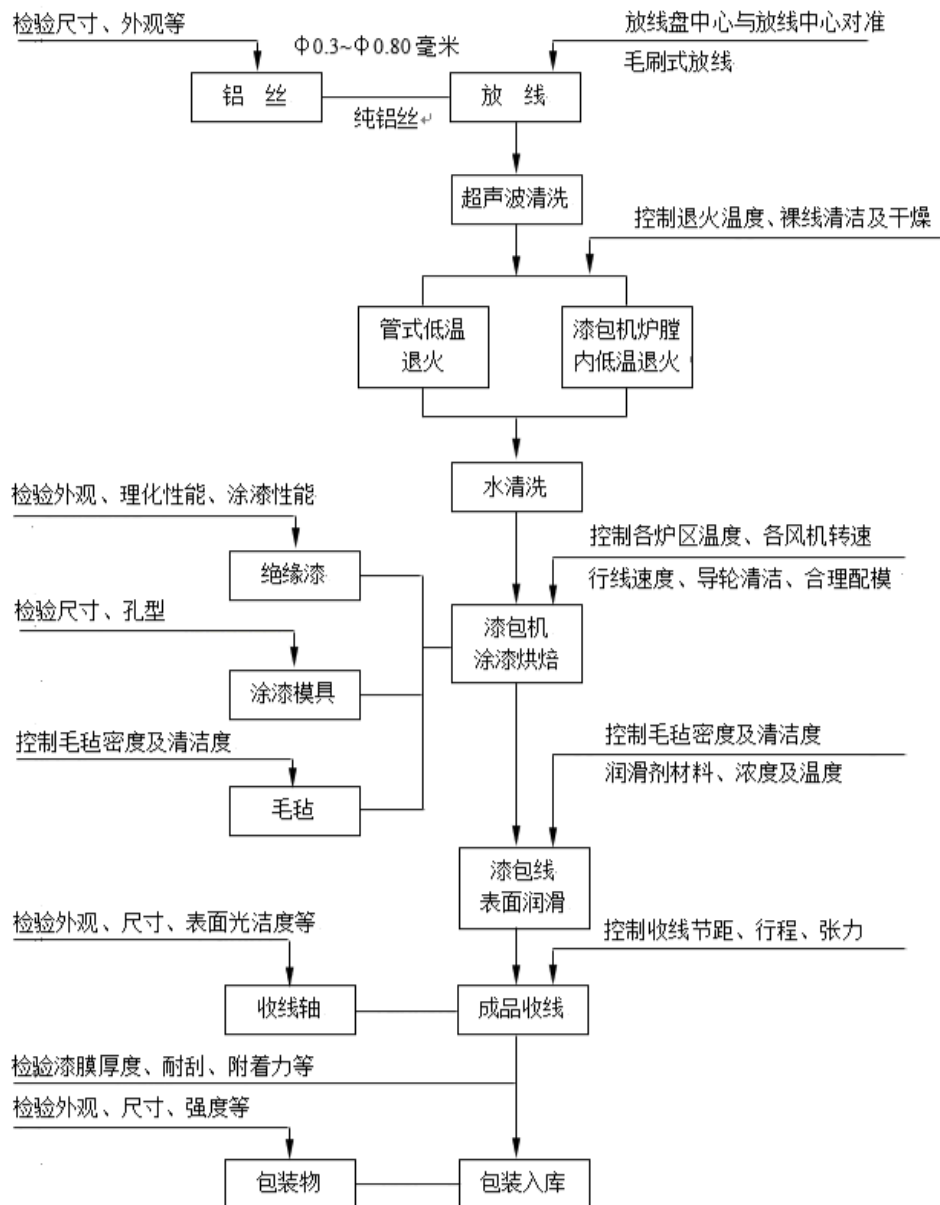 检验尺寸、外观等
放线盘中心与放线中心对准
Φ0.3~Φ0.80 毫米
毛刷式放线
铝 丝
放 线
纯铝丝↵
超声波清洗
控制退火温度、裸线清洁及干燥
管式低温
退火
漆包机炉膛
内低温退火
水清洗
检验外观、理化性能、涂漆性能
控制各炉区温度、各风机转速
绝缘漆
行线速度、导轮清洁、合理配模
检验尺寸、孔型
漆包机
涂漆烘焙
涂漆模具
控制毛毡密度及清洁度
控制毛毡密度及清洁度
润滑剂材料、浓度及温度
毛毡
漆包线
表面润滑
检验外观、尺寸、表面光洁度等
控制收线节距、行程、张力
收线轴
成品收线
检验漆膜厚度、耐刮、附着力等
检验外观、尺寸、强度等
包装物
包装入库